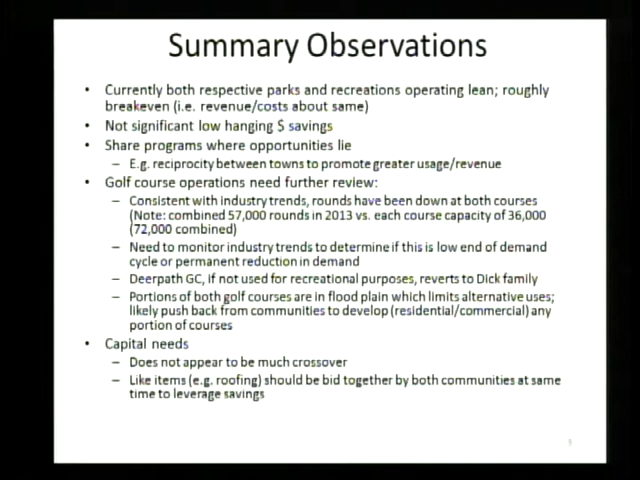 Summary Observations
• Currently both respective parks and recreations operating lean; roughly
breakeven (i.e. revenue/costs about same)
• Not significant low hanging $ savings
• Share programs where opportunities lie
– E.g. reciprocity between towns to promote greater usage/revenue
• Golf course operations need further review:
– Consistent with industry trends, rounds have been down at both courses
(Note: combined 57,000 rounds in 2013 vs. each course capacity of 36,000
(72,000 combined)
– Need to monitor industry trends to determine if this is low end of demand
cycle or permanent reduction in demand
– Deerpath GC, if not used for recreational purposes, reverts to Dick family
– Portions of both golf courses are in flood plain which limits alternative uses;
likely push back from communities to develop (residential/commercial) any
portion of courses
• Capital needs
– Does not appear to be much crossover
– Like items (e.g. roofing) should be bid together by both communities at same
time to leverage savings